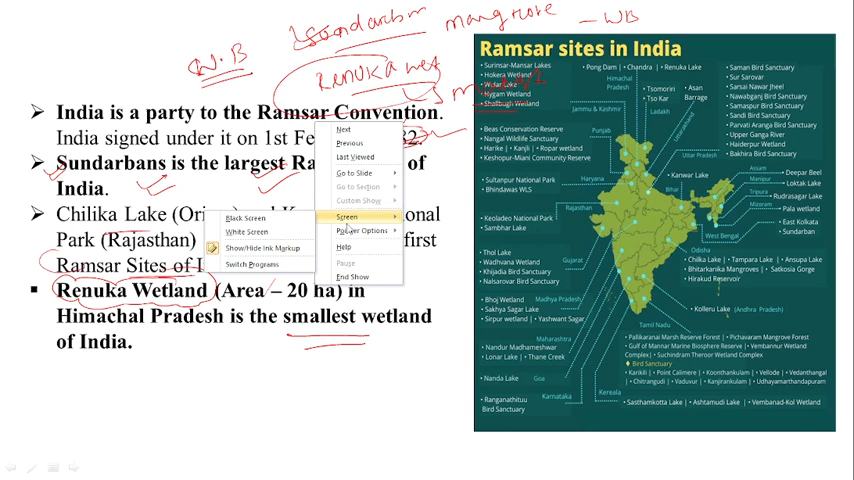 Sundarbm mangrove — WB
W.B
Renuka wet
India is a party to the Ramsar Convention.
India signed under it on 1st Fe 82.
Sundarbans is the largest Ra of
India.
Chilika Lake (Ori ional
Park (Rajasthan) first
Ramsar Sites of I
Renuka Wetland (Area – 20 ha) in
Himachal Pradesh is the smallest wetland
of India.
Next
Previous
Last Viewed
Go to Slide
Go to Section
Custom Show
Screen
Pointer Options
Help
Pause
End Show
Black Screen
White Screen
Show/Hide Ink Markup
Switch Programs
Ramsar sites in India
• Surinsar-Mansar Lakes
• Hokera Wetland
• Wular Lake
• Hygam Wetland
• Shallbugh Wetland
Jammu & Kashmir
• Pong Dam | • Chandra | • Renuka Lake
Himachal
Pradesh
• Tsomoriri
• Tso Kar
Ladakh
• Asan
Barrage
Uttarakhand
• Saman Bird Sanctuary
• Sur Sarovar
• Sarsai Nawar Jheel
• Nawabganj Bird Sanctuary
• Samaspur Bird Sanctuary
• Sandi Bird Sanctuary
• Parvati Aranga Bird Sanctuary
• Upper Ganga River
• Haiderpur Wetland
• Bakhira Bird Sanctuary
Uttar Pradesh
• Beas Conservation Reserve
• Nangal Wildlife Sanctuary
• Harike | • Kanjli | • Ropar wetland
• Keshopur-Miani Community Reserve
Punjab
• Sultanpur National Park
• Bhindawas WLS
Haryana
• Kanwar Lake
Bihar
Assam
• Deepar Beel
Manipur
• Loktak Lake
Tripura
• Rudrasagar Lake
Mizoram
• Pala wetland
• East Kolkata
• Sundarban
West Bengal
• Keoladeo National Park
• Sambhar Lake
Rajasthan
• Thol Lake
• Wadhvana Wetland
• Khijadia Bird Sanctuary
• Nalsarovar Bird Sanctuary
Gujarat
Odisha
• Chilka Lake | • Tampara Lake | • Ansupa Lake
• Bhitarkanika Mangroves | • Satkosia Gorge
• Hirakud Reservoir
• Bhoj Wetland
• Sakhya Sagar Lake
• Sirpur wetland | • Yashwant Sagar
Madhya Pradesh
• Kolleru Lake
(Andhra Pradesh)
Maharashtra
• Nandur Madhameshwar
• Lonar Lake | • Thane Creek
Tamil Nadu
• Pallikaranai Marsh Reserve Forest | • Pichavaram Mangrove Forest
• Gulf of Mannar Marine Biosphere Reserve | • Vembannur Wetland
Complex | • Suchindram Theroor Wetland Complex
Bird Sanctuary
• Karikili | • Point Calimere | • Koonthankulam | • Vellode | • Vedanthangal
| • Chitrangudi | • Vaduvur | • Kanjirankulam | • Udhayamarthandapuram
• Nanda Lake
Goa
• Ranganathituu
Bird Sanctuary
Karnataka
Kereala
• Sasthamkotta Lake | • Ashtamudi Lake | • Vembanad-Kol Wetland